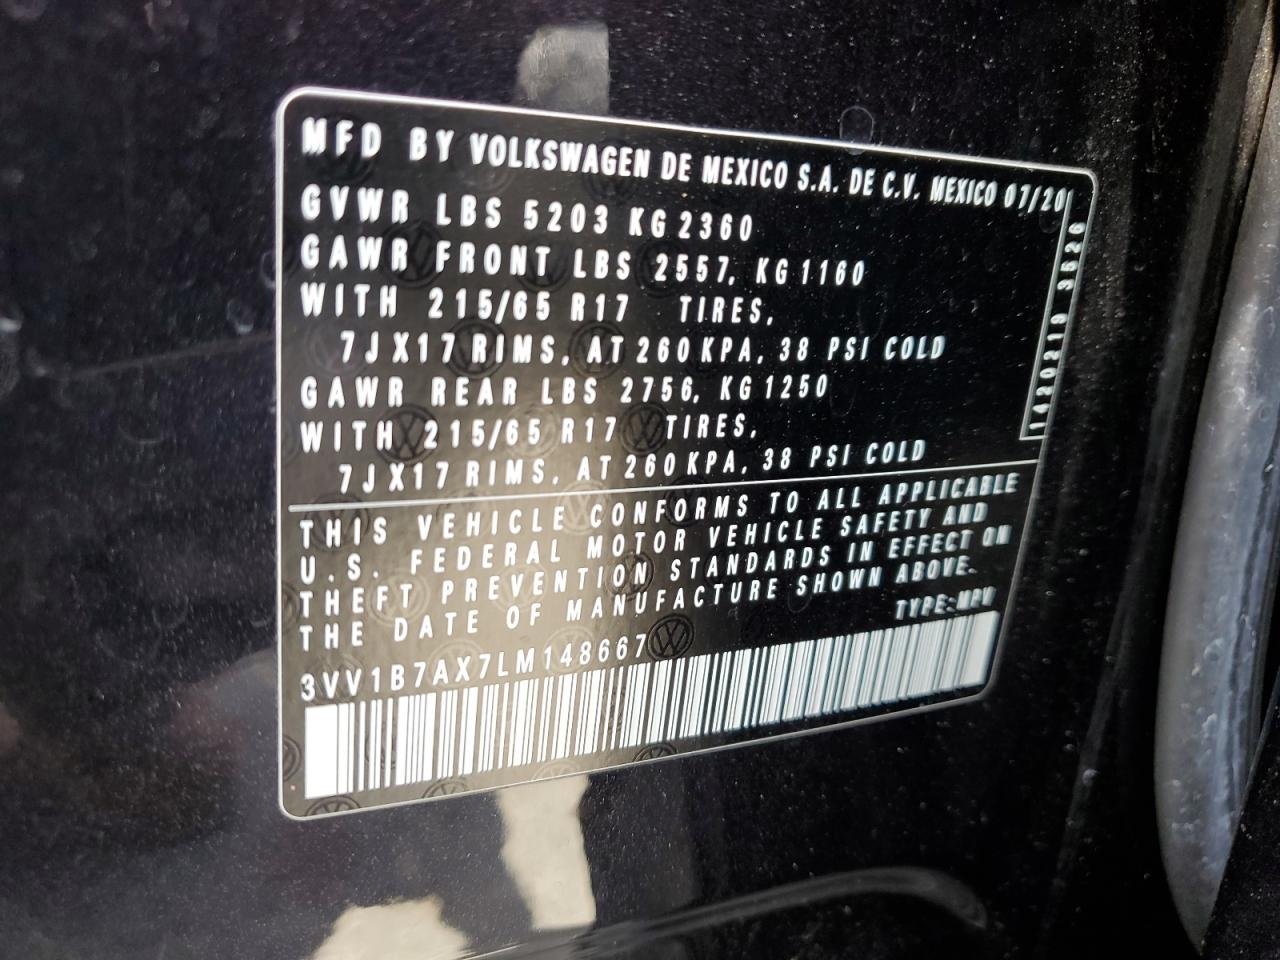 MFD BY VOLKSWAGEN DE MEXICO S.A. DE C.V. MEXICO 07/20
GVWR LBS 5203 KG 2360
GAWR FRONT LBS 2557, KG 1160
WITH 215/65 R17 TIRES,
7JX17 RIMS, AT 260 KPA, 38 PSI COLD
GAWR REAR LBS 2756, KG 1250
WITH 215/65 R17 TIRES,
7JX17 RIMS, AT 260 KPA, 38 PSI COLD
1420219 3526
THIS VEHICLE CONFORMS TO ALL APPLICABLE
U.S. FEDERAL MOTOR VEHICLE SAFETY AND
THEFT PREVENTION STANDARDS IN EFFECT ON
THE DATE OF MANUFACTURE SHOWN ABOVE.
TYPE:MPV
3VV1B7AX7LM148667